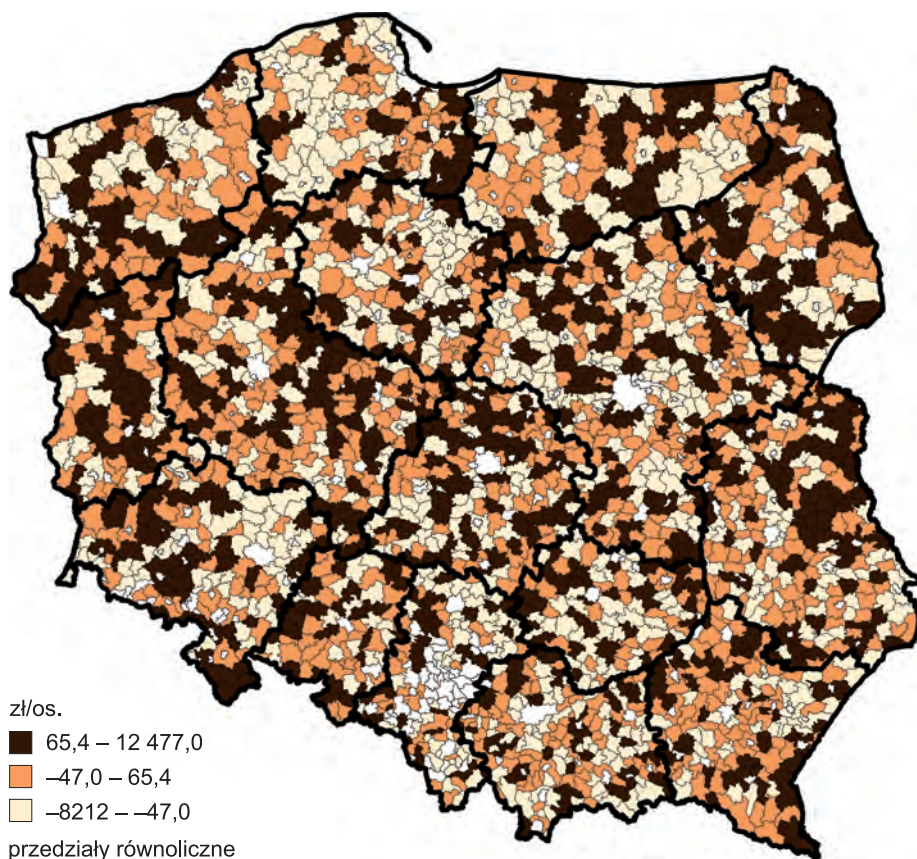 zł/os.
65,4 – 12 477,0
–47,0 – 65,4
–8212 – –47,0
przedziały równoliczne